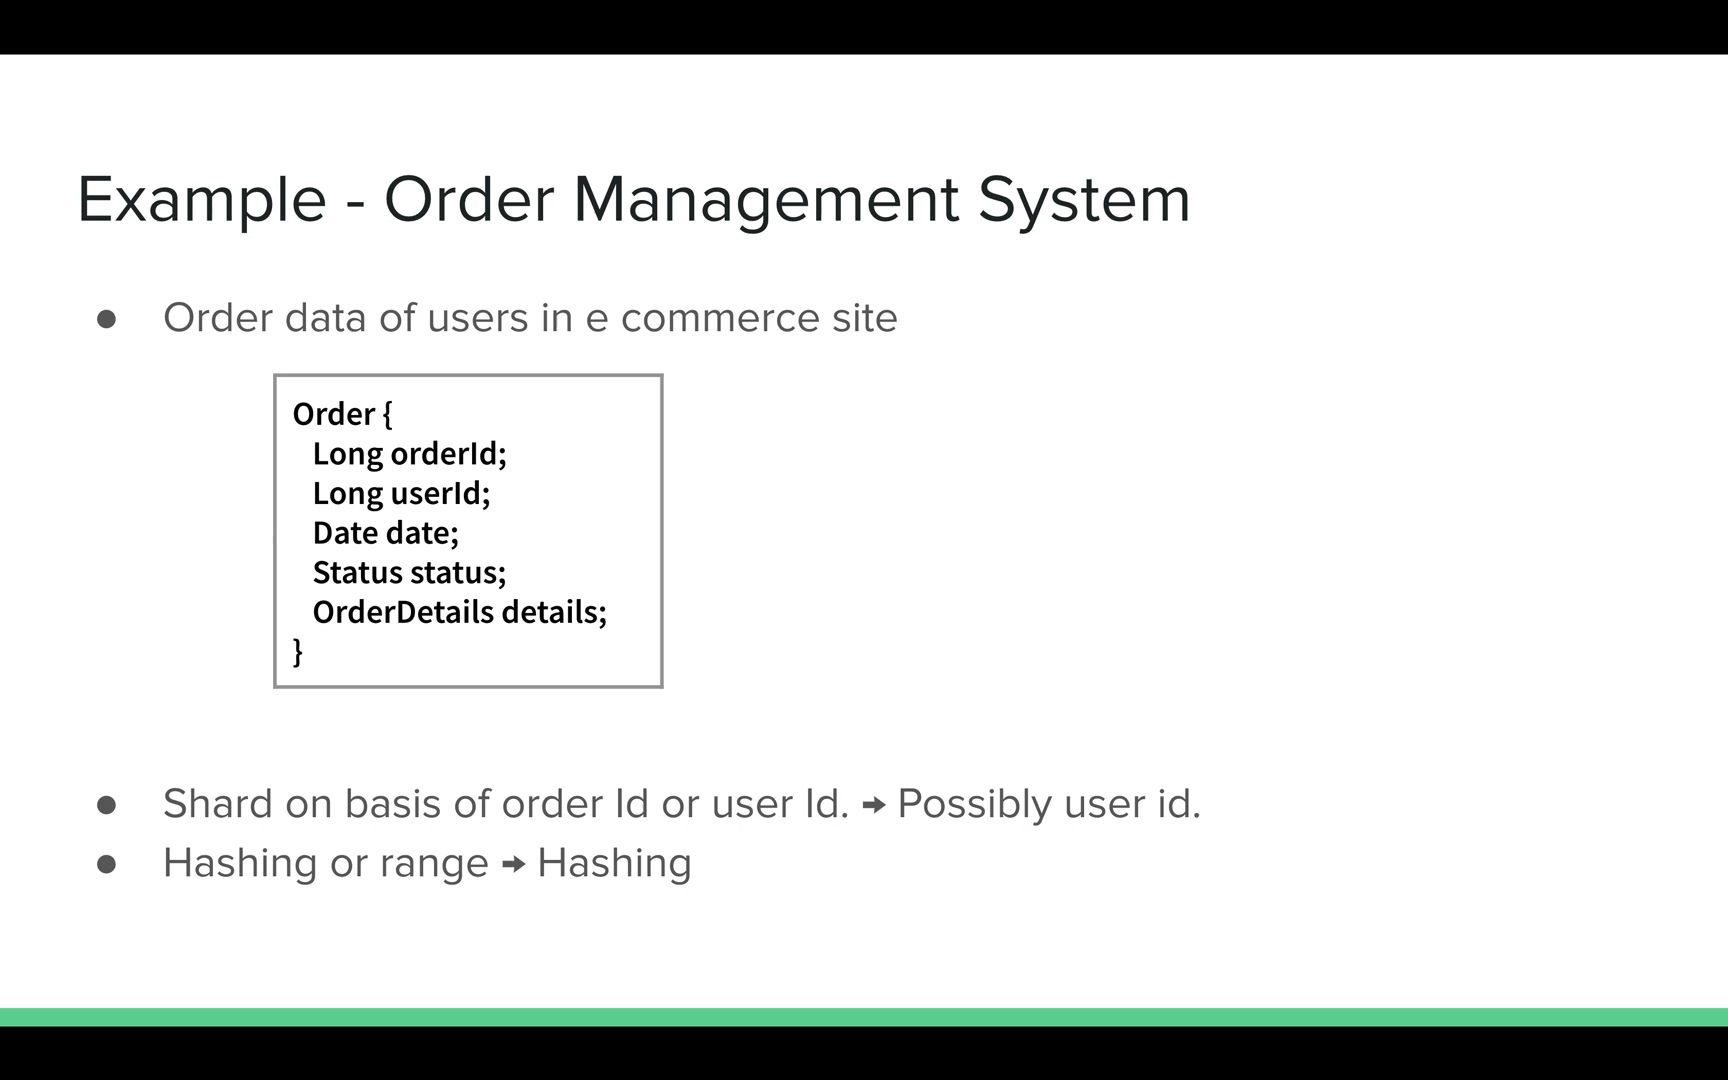 Example - Order Management System
● Order data of users in e commerce site
Order {
Long orderId;
Long userId;
Date date;
Status status;
OrderDetails details;
}
● Shard on basis of order Id or user Id. → Possibly user id.
● Hashing or range → Hashing